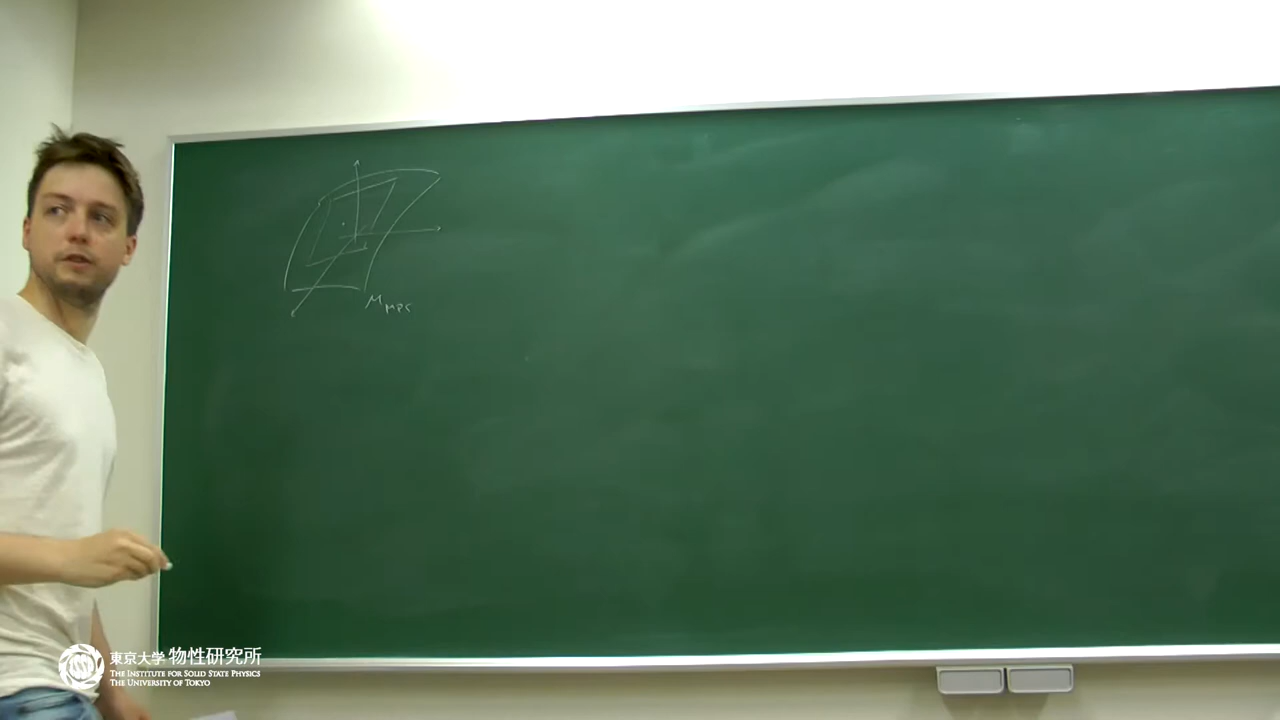 M_MPS
東京大学 物性研究所
THE INSTITUTE FOR SOLID STATE PHYSICS
THE UNIVERSITY OF TOKYO